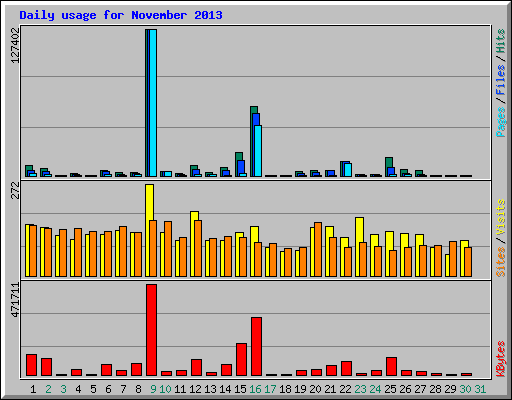 Daily usage for November 2013
127402
Pages / Files / Hits
272
Sites / Visits
471711
KBytes
1 2 3 4 5 6 7 8 9 10 11 12 13 14 15 16 17 18 19 20 21 22 23 24 25 26 27 28 29 30 31